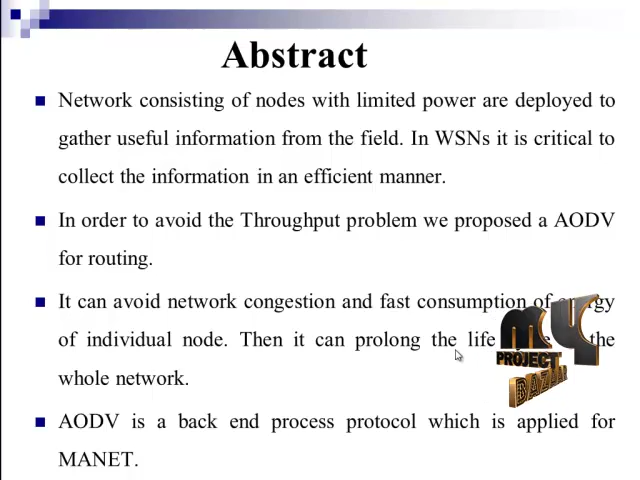 Abstract
Network consisting of nodes with limited power are deployed to
gather useful information from the field. In WSNs it is critical to
collect the information in an efficient manner.
In order to avoid the Throughput problem we proposed a AODV
for routing.
It can avoid network congestion and fast consumption of energy
of individual node. Then it can prolong the life the
whole network.
AODV is a back end process protocol which is applied for
MANET.
MY
PROJECT
BAZAAR